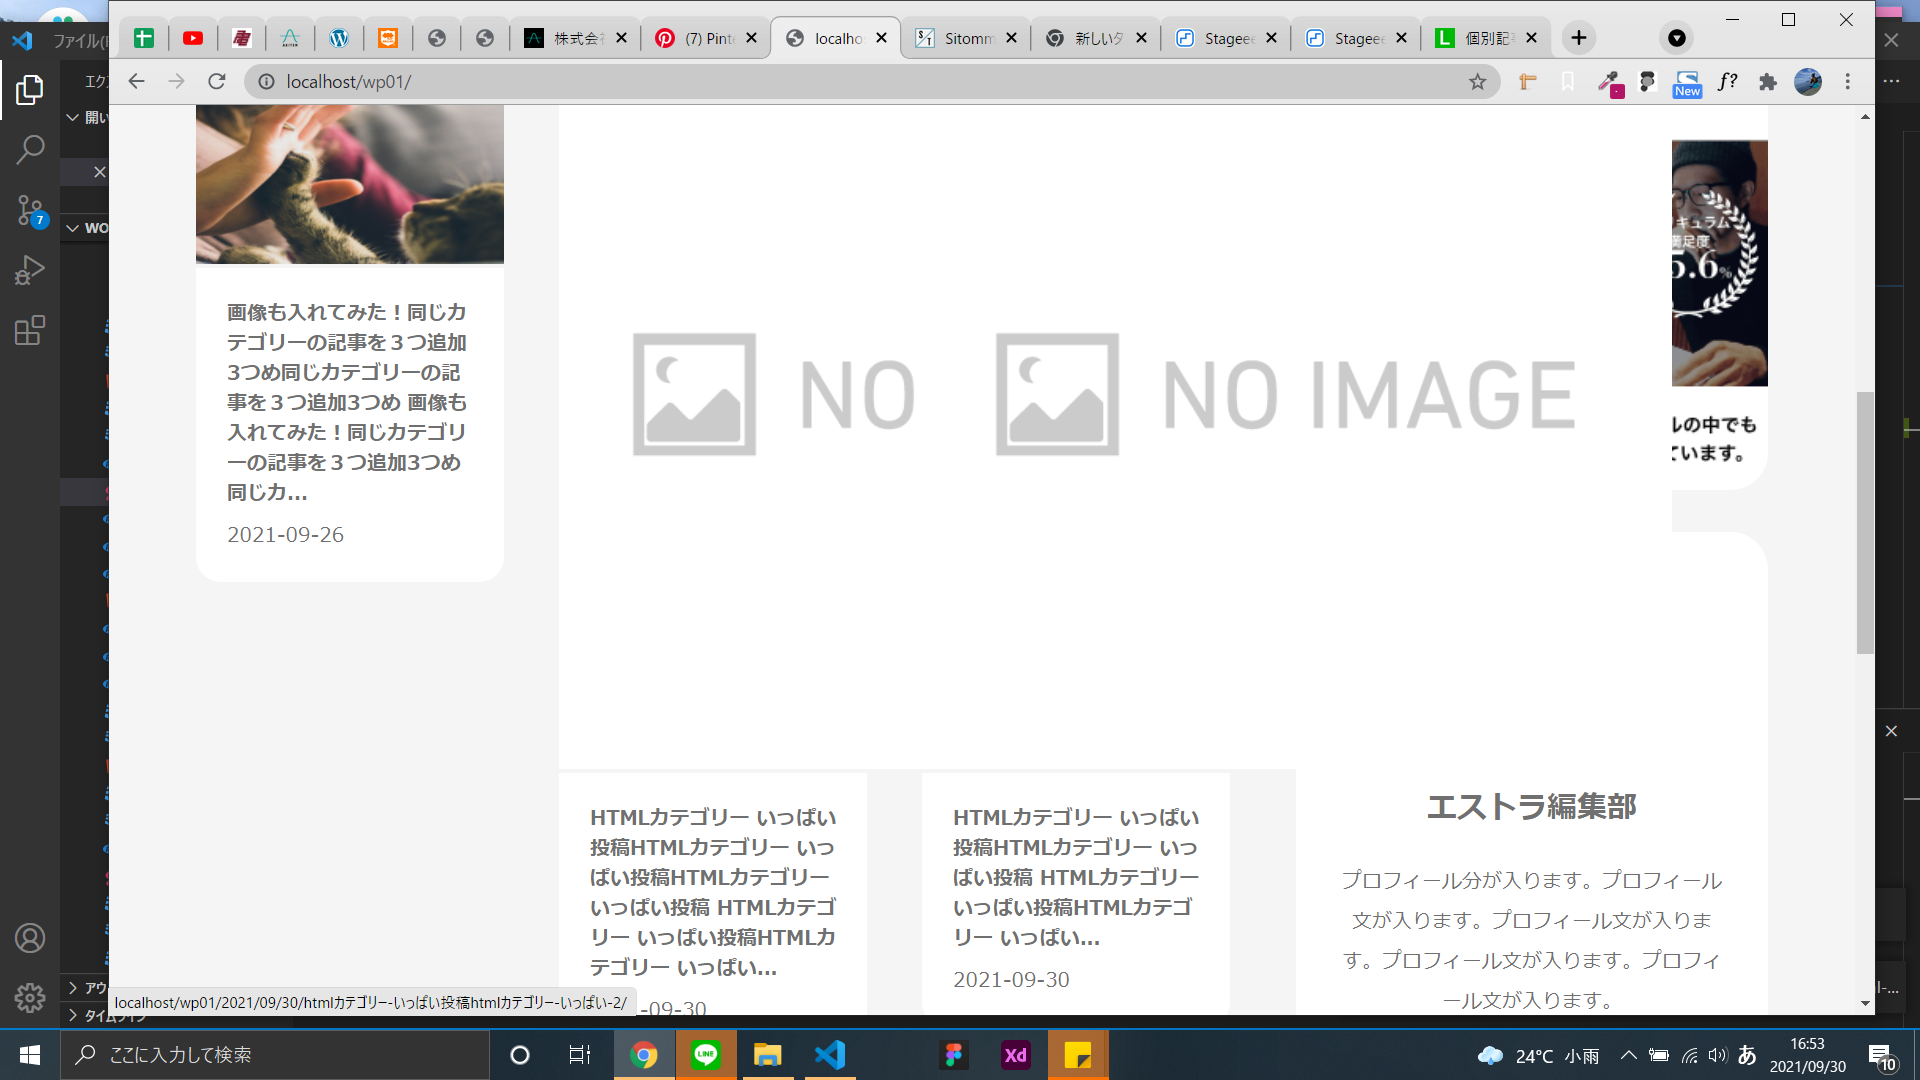 ファイル(F
株式会社
(7) Pinte
localhos
Sitomm
新しいタ
Stagee
Stagee
個別記事
localhost/wp01/
New
f?
エクス
開い
7
WO
画像も入れてみた！同じカ
テゴリーの記事を３つ追加
3つめ同じカテゴリーの記
事を３つ追加3つめ 画像も
入れてみた！同じカテゴリ
ーの記事を３つ追加3つめ
同じカ...
2021-09-26
NO
NO IMAGE
キュラム
満足度
5.6%
ルの中でも
ています。
HTMLカテゴリー いっぱい
投稿HTMLカテゴリー いっ
ぱい投稿HTMLカテゴリー
いっぱい投稿 HTMLカテゴ
リー いっぱい投稿HTMLカ
テゴリー いっぱい...
-09-30
HTMLカテゴリー いっぱい
投稿HTMLカテゴリー いっ
ぱい投稿 HTMLカテゴリー
いっぱい投稿HTMLカテゴ
リー いっぱい...
2021-09-30
エストラ編集部
プロフィール分が入ります。プロフィール
文が入ります。プロフィール文が入りま
す。プロフィール文が入ります。プロフィ
ール文が入ります。
アウ
タイムライン
localhost/wp01/2021/09/30/htmlカテゴリー-いっぱい投稿htmlカテゴリー-いっぱい-2/
ここに入力して検索
LINE
Xd
24°C 小雨
あ
16:53
2021/09/30
10